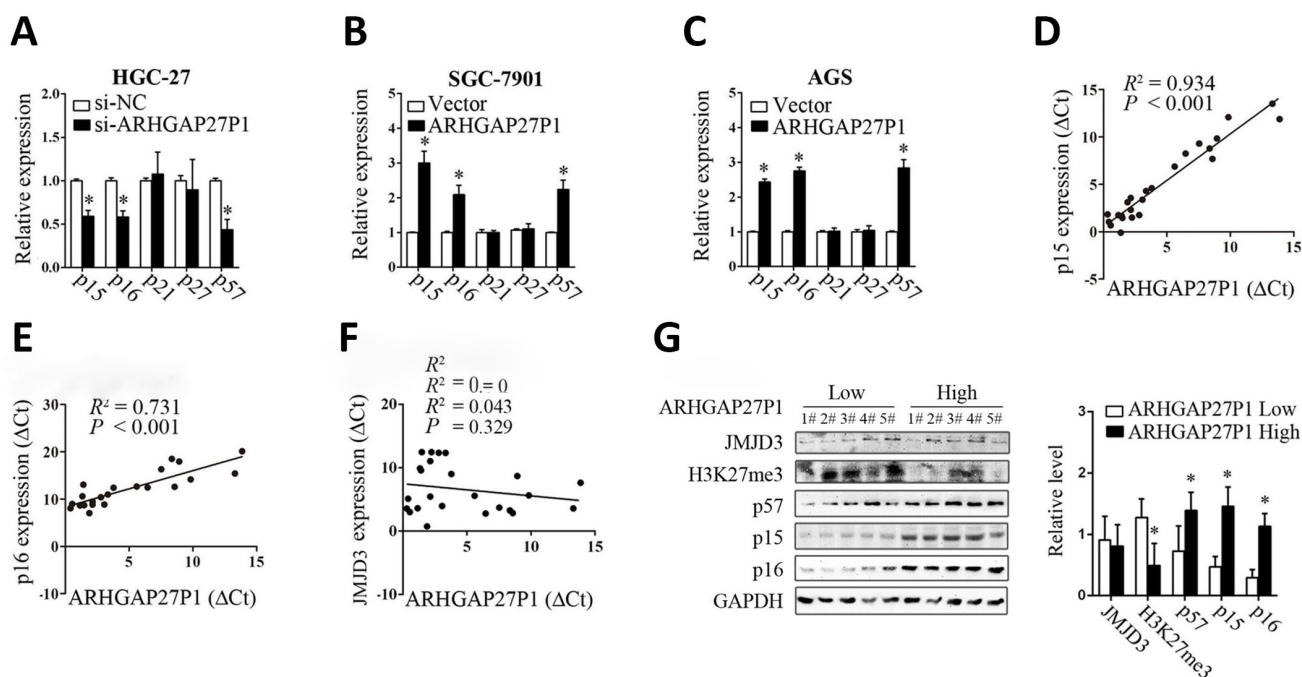 A
HGC-27
si-NC
si-ARHGAP27P1
Relative expression
2.0
1.5
1.0
0.5
0.0
* * *
p15 p16 p21 p27 p57
B
SGC-7901
Vector
ARHGAP27P1
Relative expression
5
4
3
2
1
0
* * *
p15 p16 p21 p27 p57
C
AGS
Vector
ARHGAP27P1
Relative expression
5
4
3
2
1
0
* * *
p15 p16 p21 p27 p57
D
R² = 0.934
P < 0.001
p15 expression (ΔCt)
15
10
5
0
-5
5 10 15
ARHGAP27P1 (ΔCt)
E
R² = 0.731
P < 0.001
p16 expression (ΔCt)
30
20
10
0
-10
5 10 15
ARHGAP27P1 (ΔCt)
F
R²
R² =
R² = 0.043
P = 0.329
JMJD3 expression (ΔCt)
30
20
10
0
-10
5 10 15
ARHGAP27P1 (ΔCt)
G
Low High
ARHGAP27P1 1# 2# 3# 4# 5# 1# 2# 3# 4# 5#
JMJD3
H3K27me3
p57
p15
p16
GAPDH
ARHGAP27P1 Low
ARHGAP27P1 High
Relative level
3
2
1
0
* * * *
JMJD3 H3K27me3 p57 p15 p16